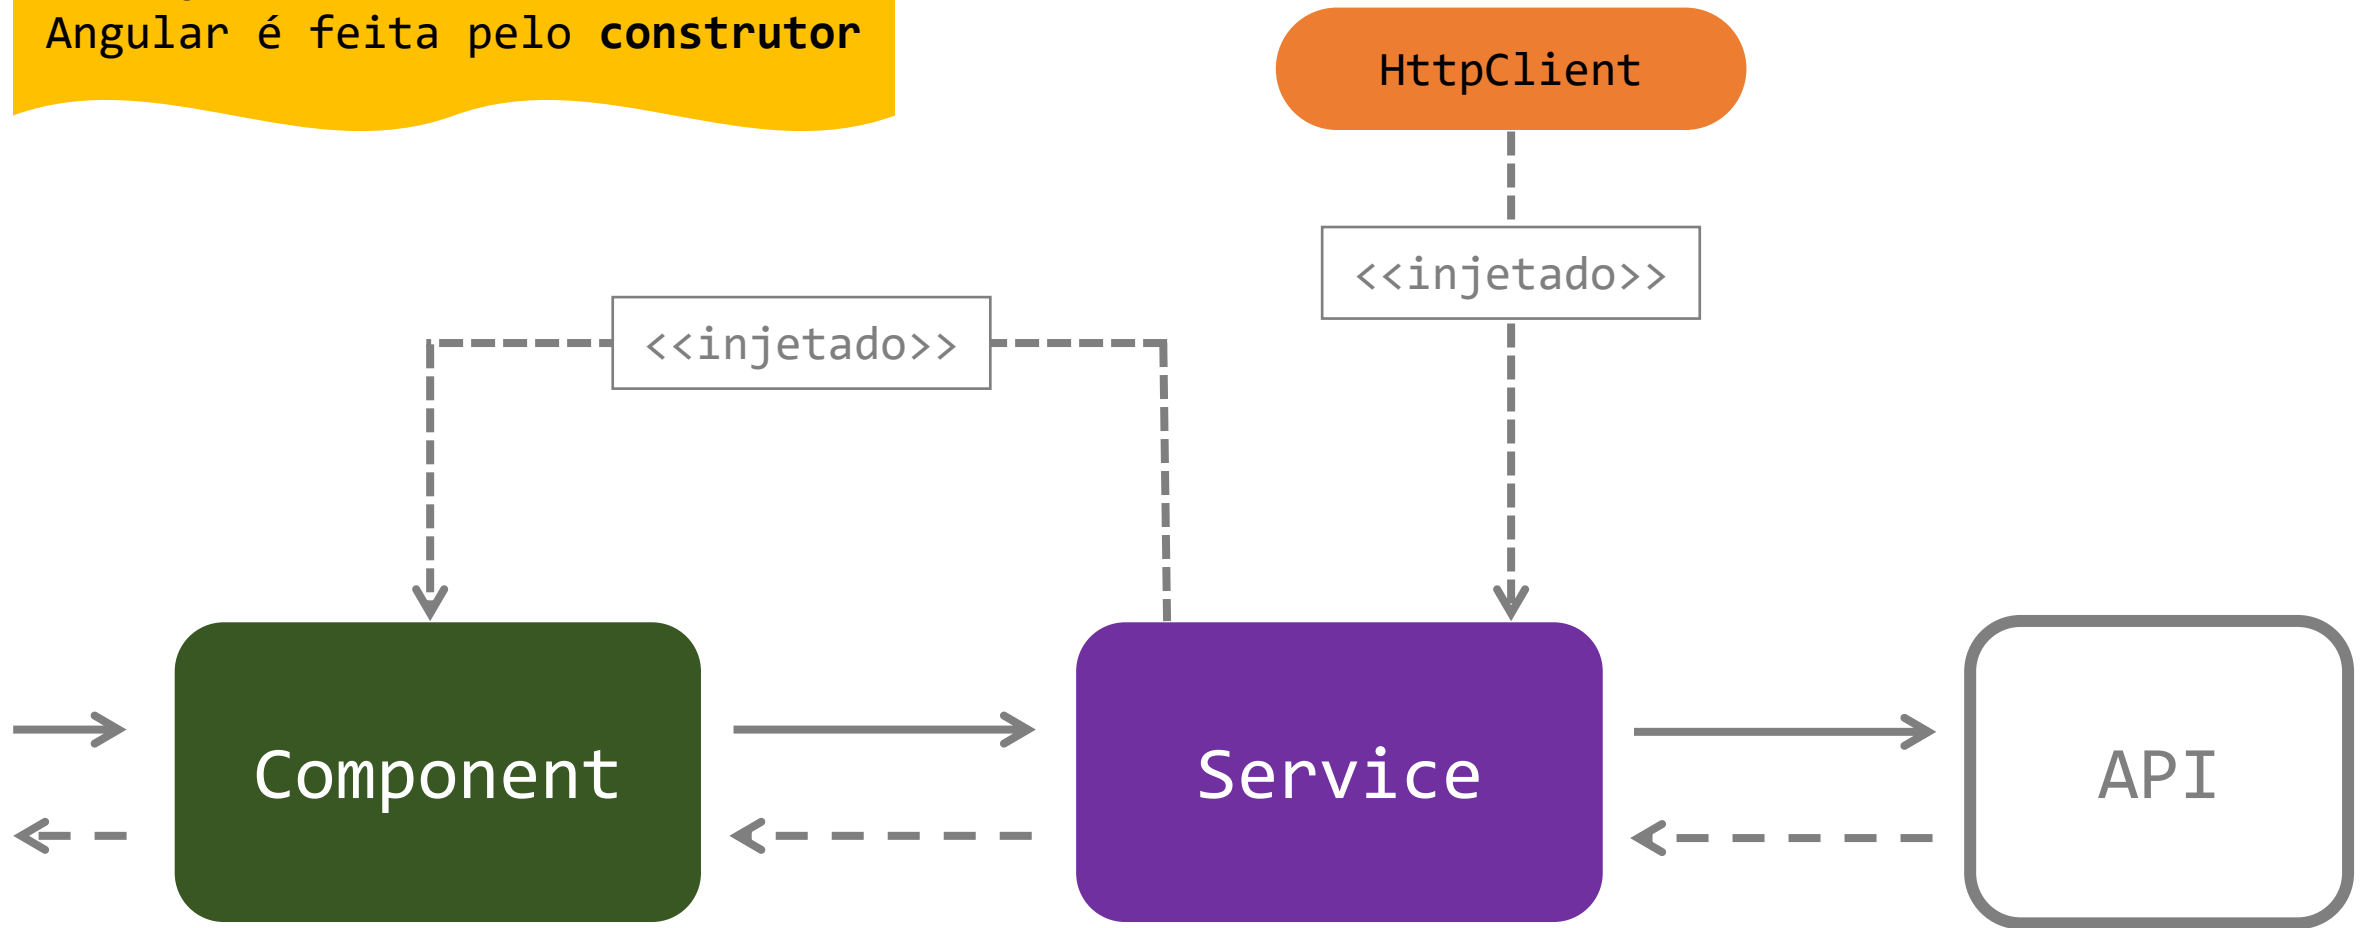 Angular é feita pelo construtor
HttpClient
<<injetado>>
<<injetado>>
Component
Service
API